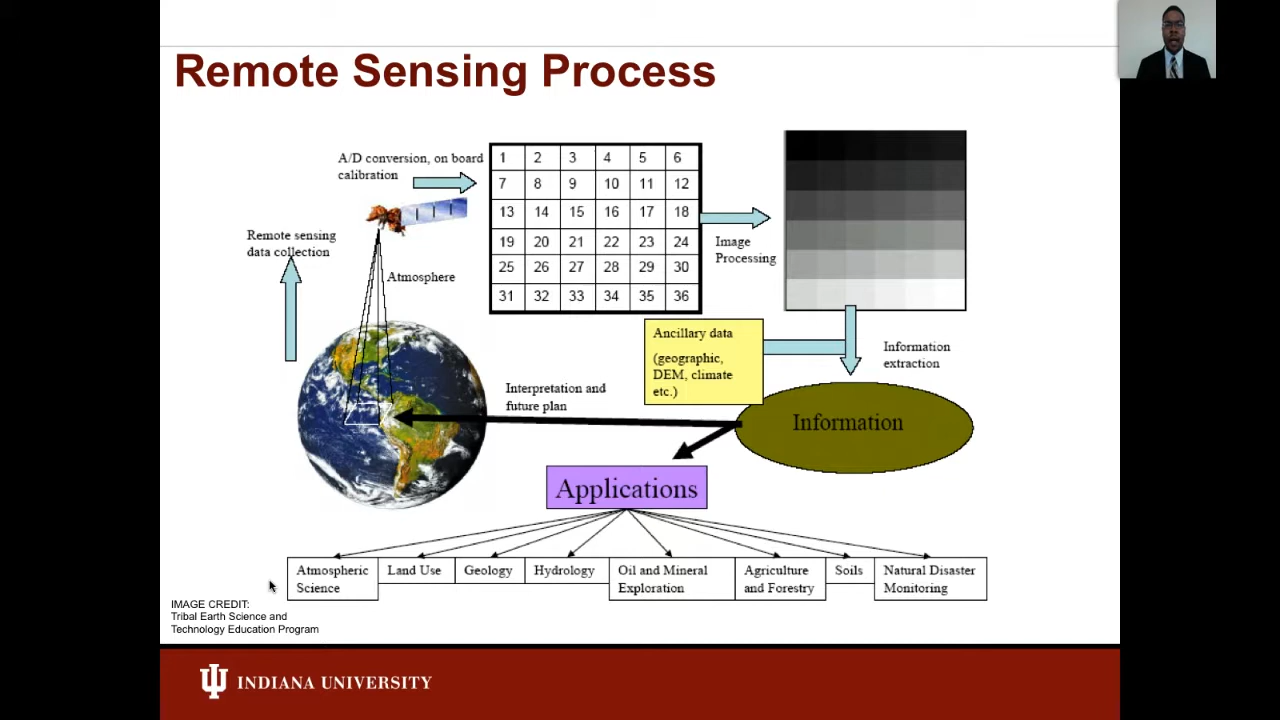 Remote Sensing Process
A/D conversion, on board
calibration
1 2 3 4 5 6
7 8 9 10 11 12
13 14 15 16 17 18
19 20 21 22 23 24
25 26 27 28 29 30
31 32 33 34 35 36
Image
Processing
Remote sensing
data collection
Atmosphere
Ancillary data
(geographic,
DEM, climate
etc.)
Information
extraction
Interpretation and
future plan
Information
Applications
Atmospheric
Science
Land Use
Geology
Hydrology
Oil and Mineral
Exploration
Agriculture
and Forestry
Soils
Natural Disaster
Monitoring
IMAGE CREDIT:
Tribal Earth Science and
Technology Education Program
INDIANA UNIVERSITY